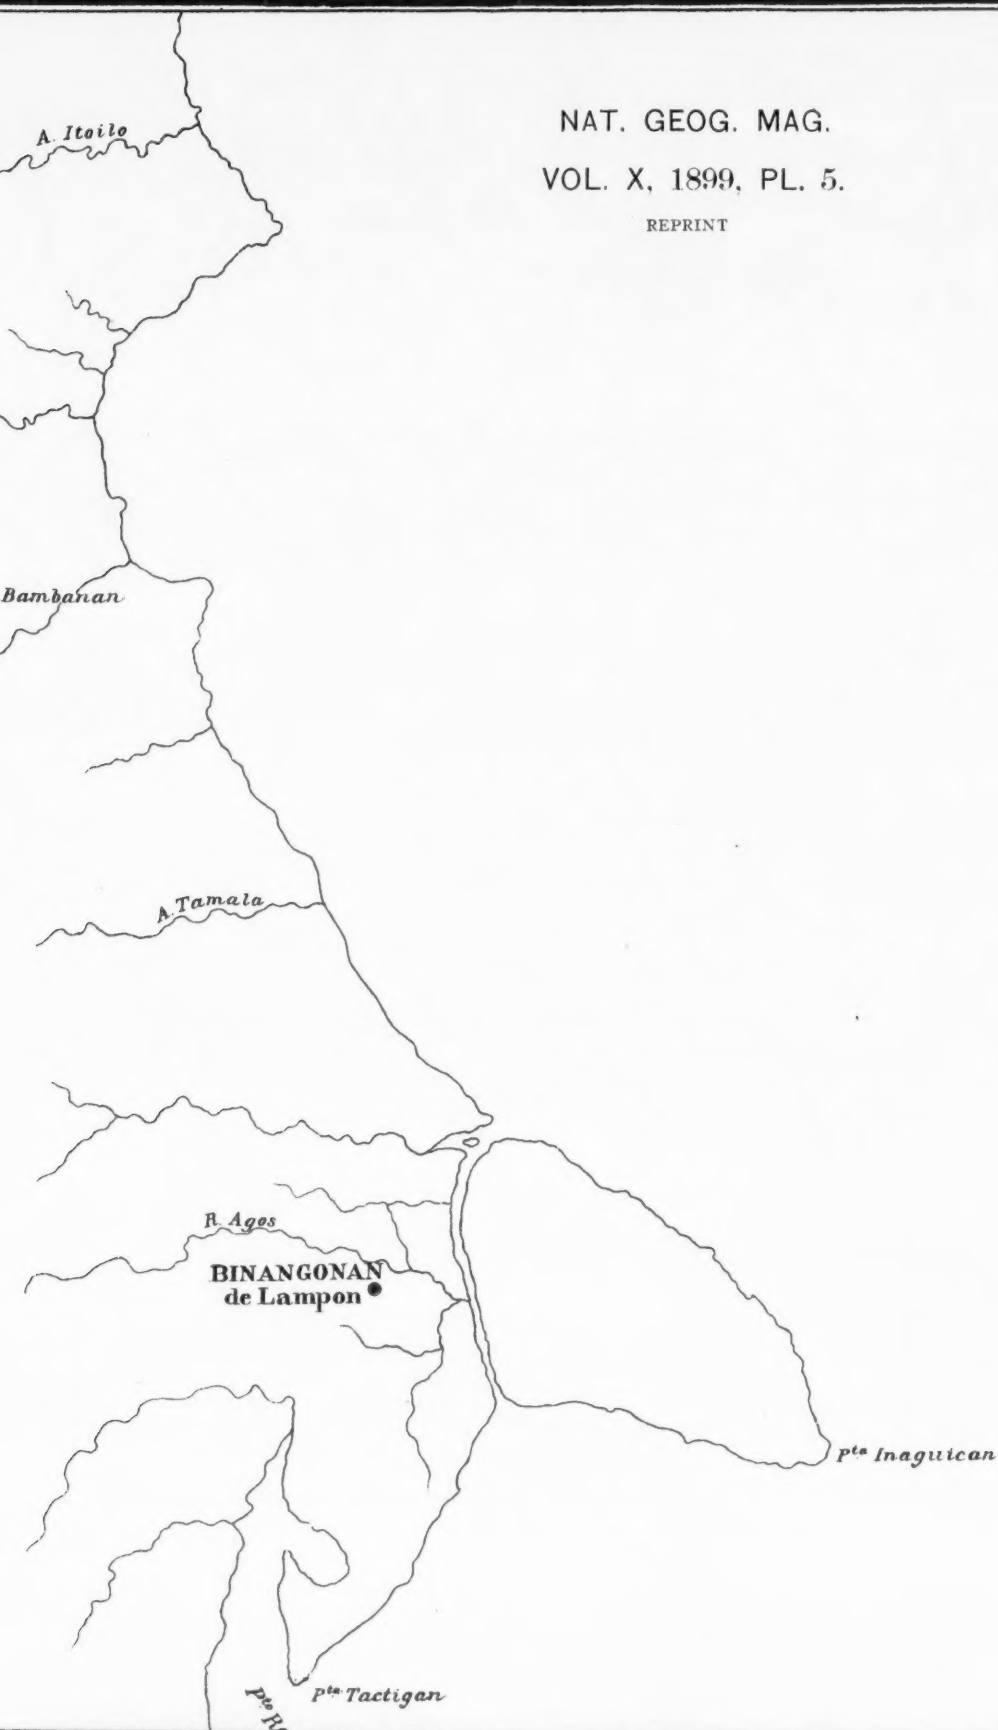 NAT. GEOG. MAG.
VOL. X, 1899, PL. 5.
REPRINT
A. Itoilo
Bambanan
A. Tamala
R. Agos
BINANGONAN
de Lampon
Pta Inaguican
Pta Tactigan
Pto